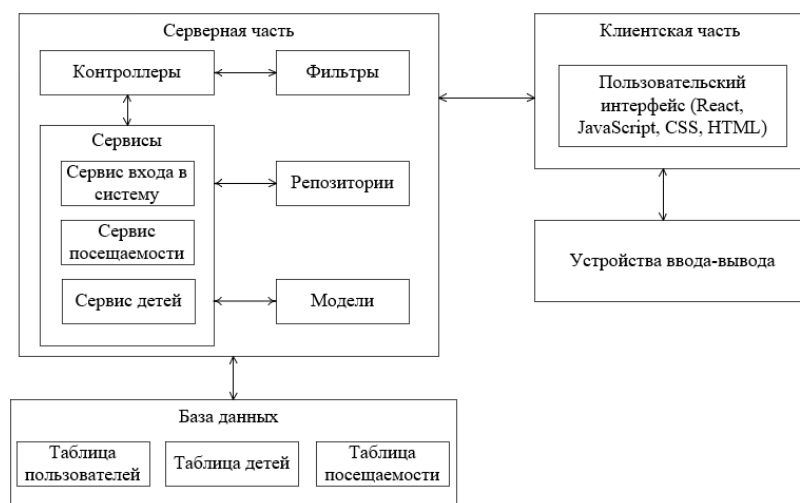 Серверная часть
Контроллеры
Фильтры
Сервисы
Сервис входа в
систему
Репозитории
Сервис
посещаемости
Сервис детей
Модели
Клиентская часть
Пользовательский
интерфейс (React,
JavaScript, CSS, HTML)
Устройства ввода-вывода
База данных
Таблица
пользователей
Таблица детей
Таблица
посещаемости